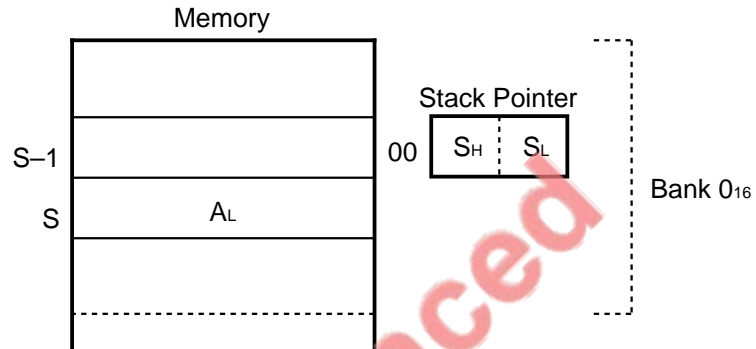 Memory
Stack Pointer
S–1
00
SH
SL
Bank 016
S
AL